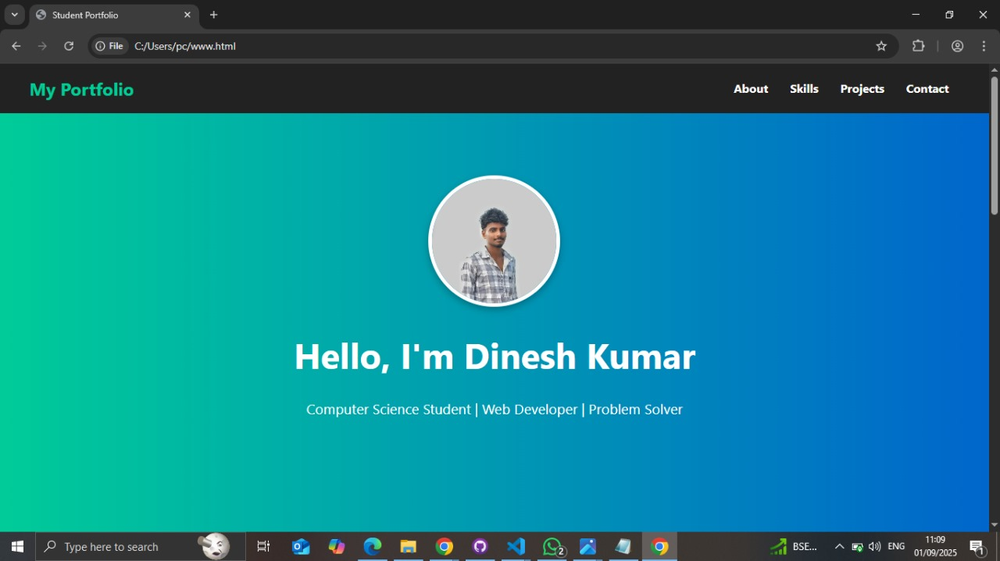 Student Portfolio
File C:/Users/pc/www.html
My Portfolio About Skills Projects Contact
Hello, I'm Dinesh Kumar
Computer Science Student | Web Developer | Problem Solver
Type here to search 2 BSE... ENG 11:09
01/09/2025 1